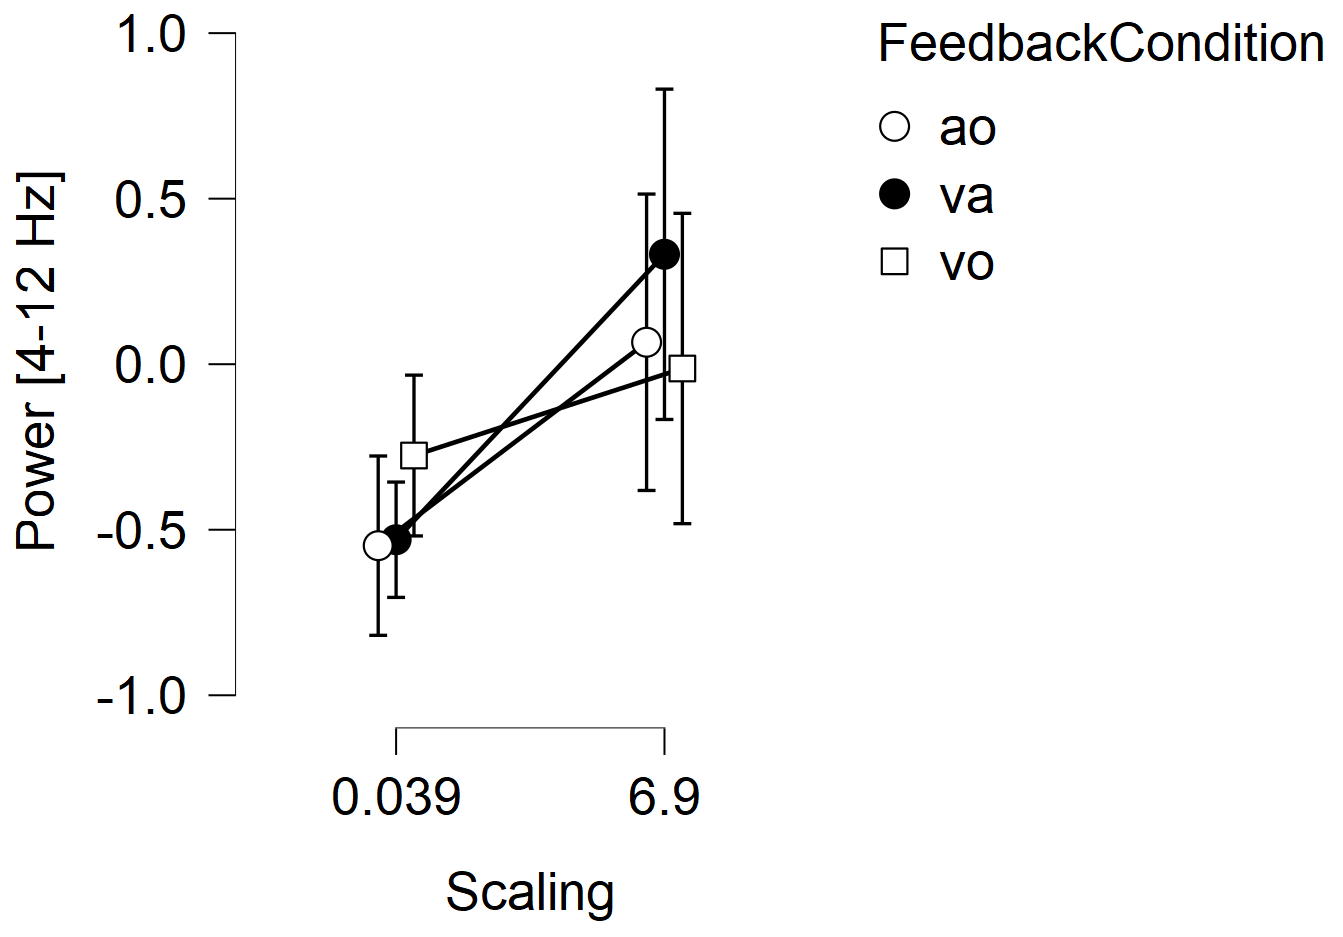 FeedbackCondition
ao
va
vo
Power [4-12 Hz]
1.0
0.5
0.0
-0.5
-1.0
0.039
6.9
Scaling